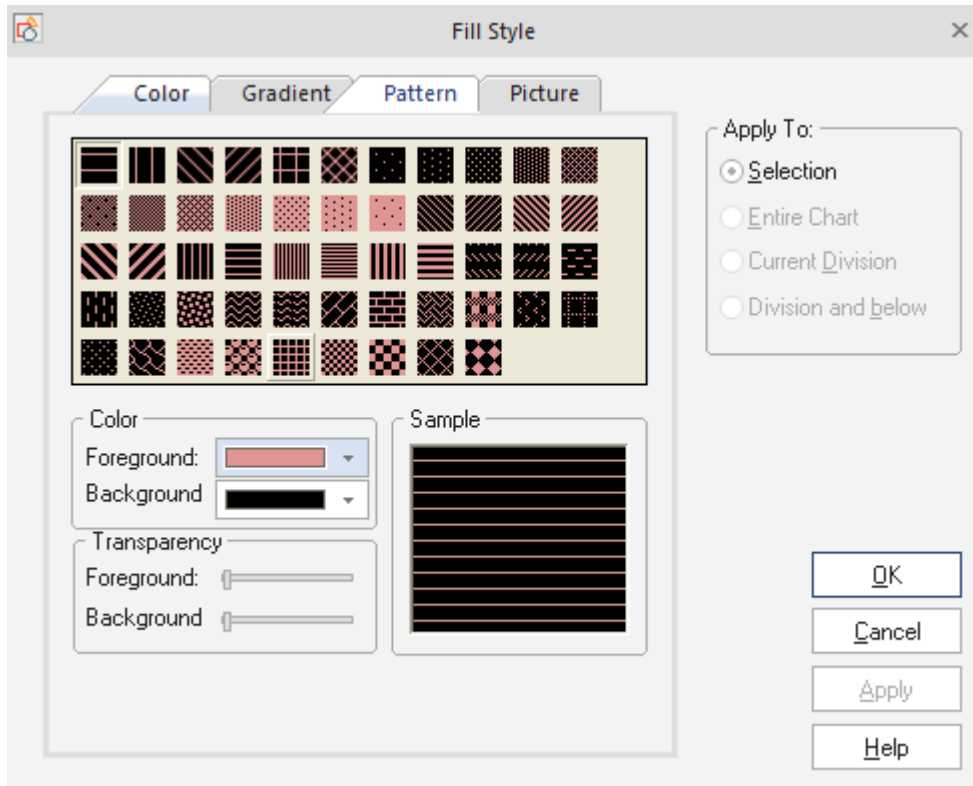 Fill Style
Color Gradient Pattern Picture
Apply To:
Selection
Entire Chart
Current Division
Division and below
Color
Foreground:
Background
Transparency
Foreground:
Background
Sample
OK
Cancel
Apply
Help